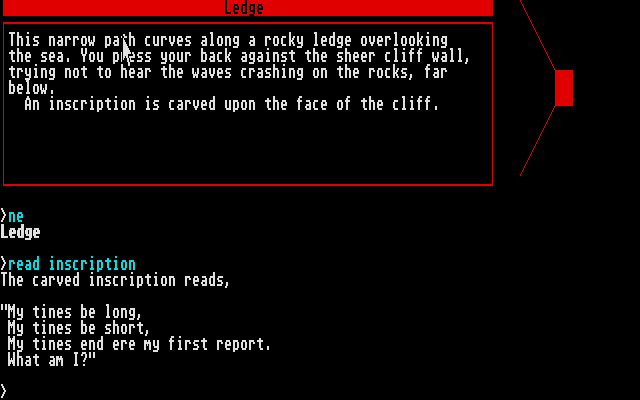 Ledge
This narrow path curves along a rocky ledge overlooking
the sea. You press your back against the sheer cliff wall,
trying not to hear the waves crashing on the rocks, far
below.
An inscription is carved upon the face of the cliff.
>ne
Ledge
>read inscription
The carved inscription reads,
"My tines be long,
My tines be short,
My tines end ere my first report.
What am I?"
>